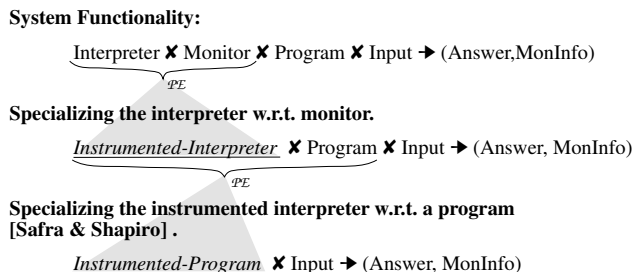 System Functionality:
Interpreter ✘ Monitor ✘ Program ✘ Input ➔ (Answer,MonInfo)
PE
Specializing the interpreter w.r.t. monitor.
Instrumented-Interpreter ✘ Program ✘ Input ➔ (Answer, MonInfo)
PE
Specializing the instrumented interpreter w.r.t. a program
[Safra & Shapiro] .
Instrumented-Program ✘ Input ➔ (Answer, MonInfo)